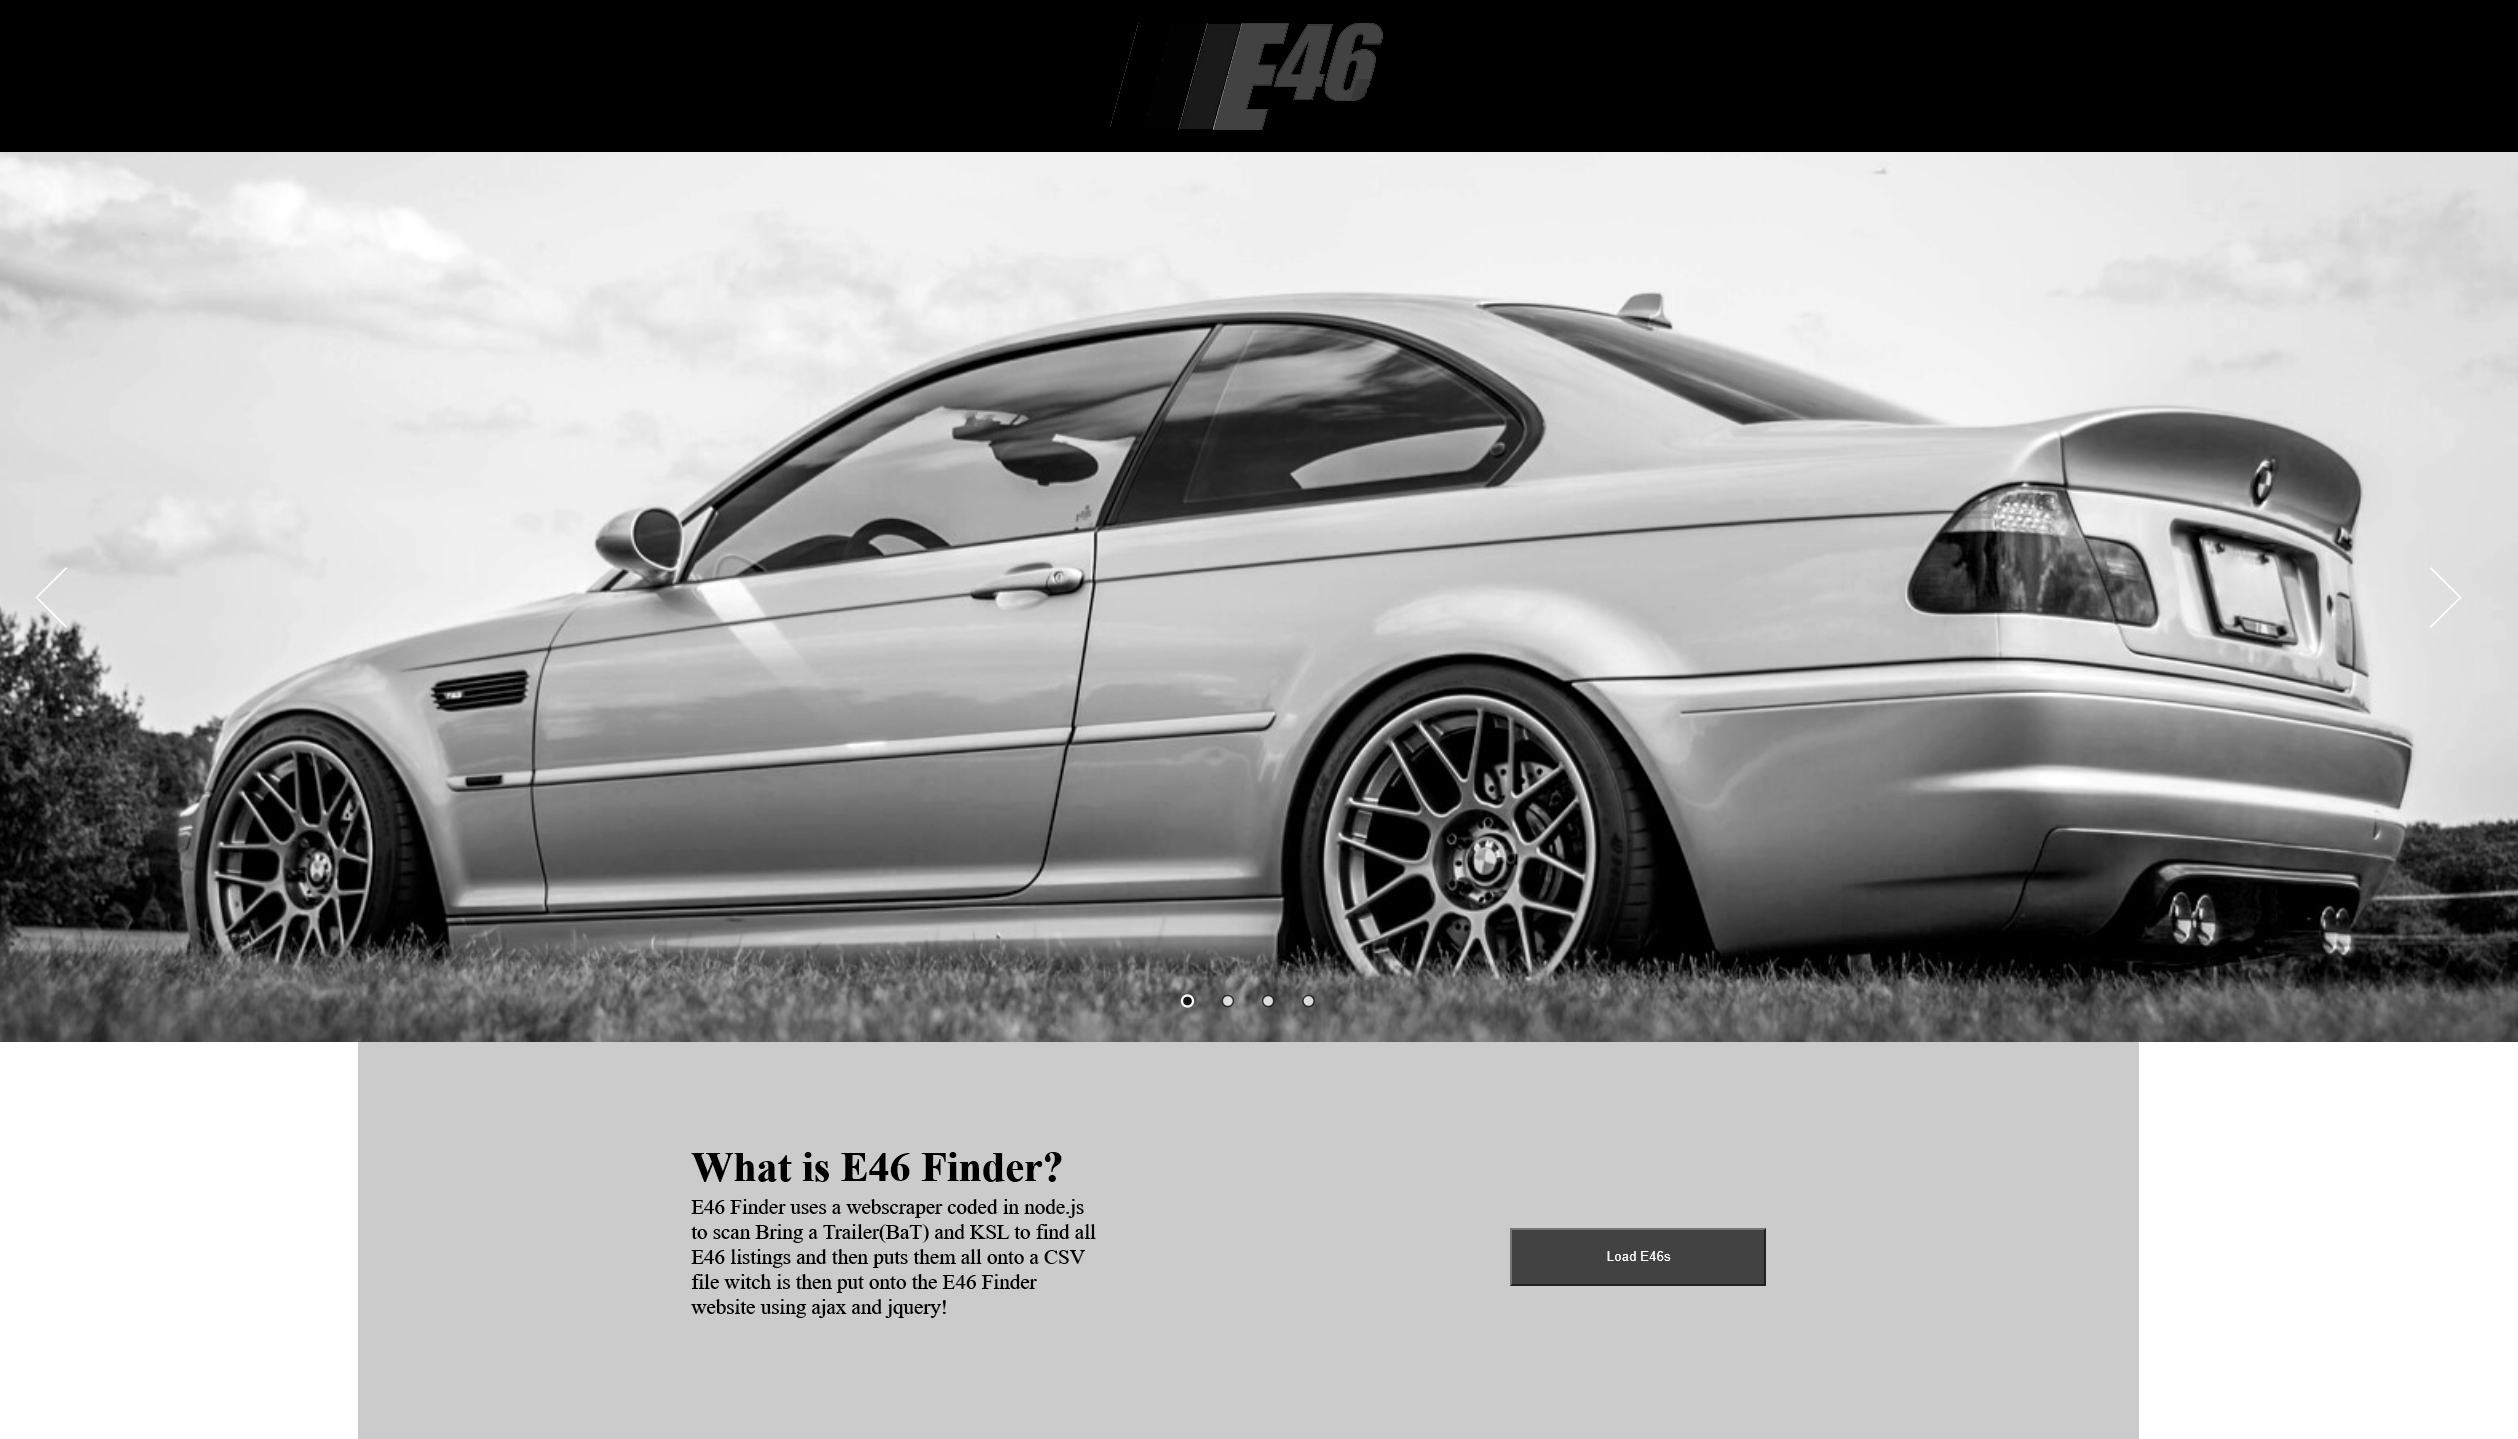 E46
What is E46 Finder?
E46 Finder uses a webscraper coded in node.js
to scan Bring a Trailer(BaT) and KSL to find all
E46 listings and then puts them all onto a CSV
file witch is then put onto the E46 Finder
website using ajax and jquery!
Load E46s